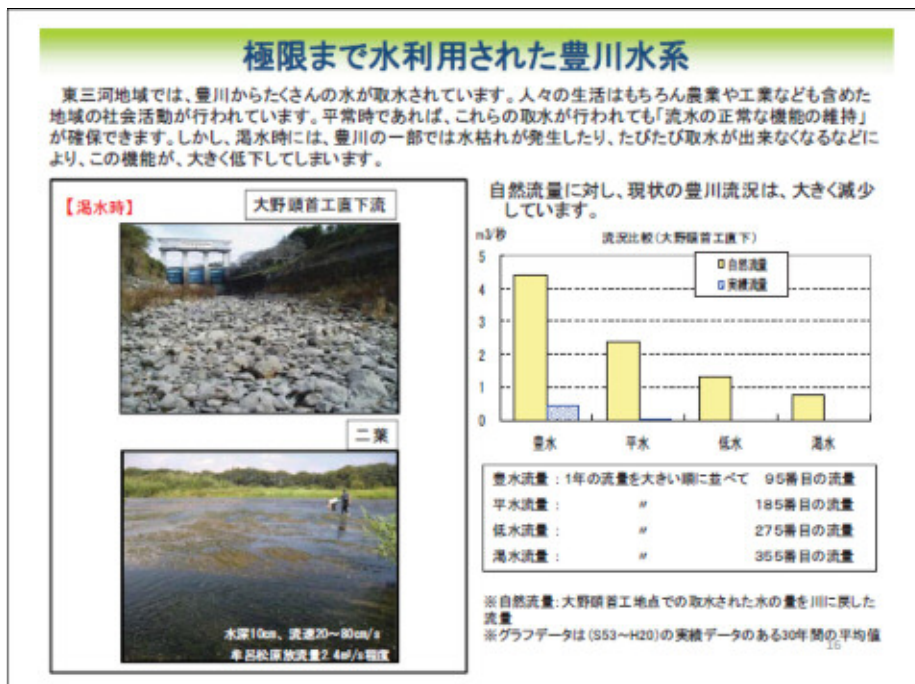 極限まで水利用された豊川水系
東三河地域では、豊川からたくさんの水が取水されています。人々の生活はもちろん農業や工業なども含めた
地域の社会活動が行われています。平常時であれば、これらの取水が行われても「流水の正常な機能の維持」
が確保できます。しかし、渇水時には、豊川の一部では水枯れが発生したり、たびたび取水が出来なくなるなどに
より、この機能が、大きく低下してしまいます。
【渇水時】
大野頭首工直下流
二葉
水深10cm、流速20～80cm/s
牟呂松原放流量2.4m³/s程度
自然流量に対し、現状の豊川流況は、大きく減少
しています。
m3/秒
流況比較(大野頭首工直下)
自然流量
実績流量
5
4
3
2
1
0
豊水 平水 低水 渇水
豊水流量：1年の流量を大きい順に並べて 95番目の流量
平水流量： 〃 185番目の流量
低水流量： 〃 275番目の流量
渇水流量： 〃 355番目の流量
※自然流量：大野頭首工地点での取水された水の量を川に戻した
流量
※グラフデータは(S53～H20)の実績データのある30年間の平均値
16